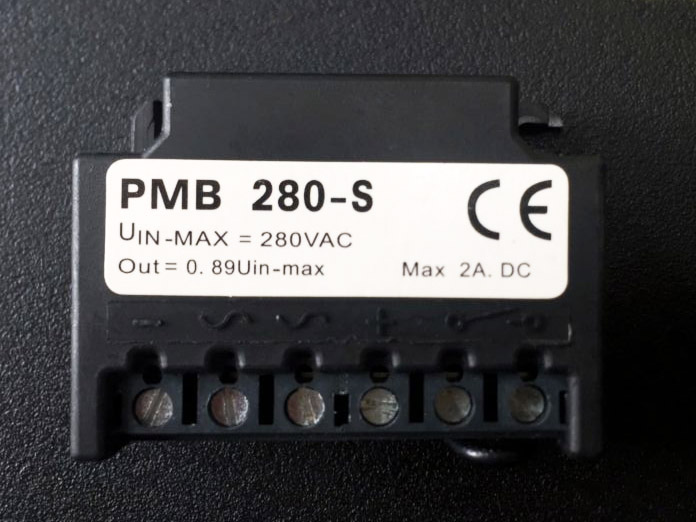 PMB 280-S
CE
UIN-MAX = 280VAC
Out = 0. 89Uin-max Max 2A. DC
- ~ ~ +